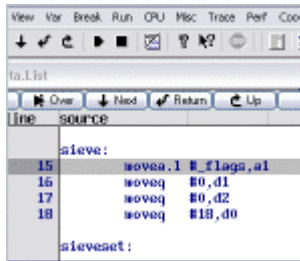 View Var Break Run CPU Misc Trace Perf
ta.List
Over Next Return Up
line source
sieve:
15 movea.l #_flags,a1
16 moveq #0,d1
17 moveq #0,d2
18 moveq #18,d0
sieveset: